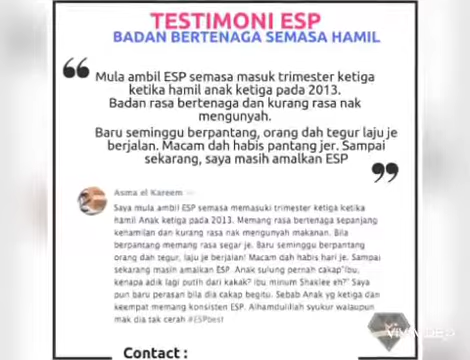 TESTIMONI ESP
BADAN BERTENAGA SEMASA HAMIL
“ Mula ambil ESP semasa masuk trimester ketiga
ketika hamil anak ketiga pada 2013.
Badan rasa bertenaga dan kurang rasa nak
mengunyah.
Baru seminggu berpantang, orang dah tegur laju je
berjalan. Macam dah habis pantang jer. Sampai
sekarang, saya masih amalkan ESP ”
Asma el Kareem
Saya mula ambil ESP semasa memasuki trimester ketiga ketika
hamil Anak ketiga pada 2013. Memang rasa bertenaga sepanjang
kehamilan dan kurang rasa nak mengunyah makanan. Bila
berpantang memang rasa segar je. Baru seminggu berpantang
orang dah tegur, laju je berjalan! Macam dah habis hari je. Sampai
sekarang masih amalkan ESP. Anak sulung pernah cakap"Ibu,
kenapa adik lagi putih dari kakak? Ibu minum Shaklee eh?" Saya
pun baru perasan bila dia cakap begitu. Sebab Anak yg ketiga dan
keempat memang konsisten ESP. Alhamdulillah syukur walaupun
mak dia tak cerah #ESPbest
VIVAVIDEO
Contact :